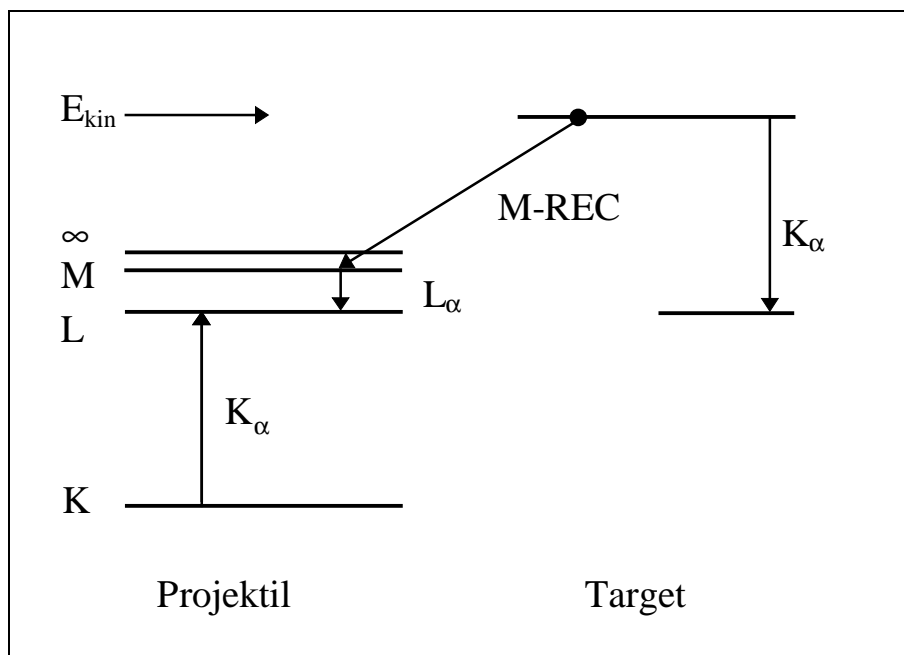 E_kin
M-REC
∞
M
K_α
L_α
L
K_α
K
Projektil
Target